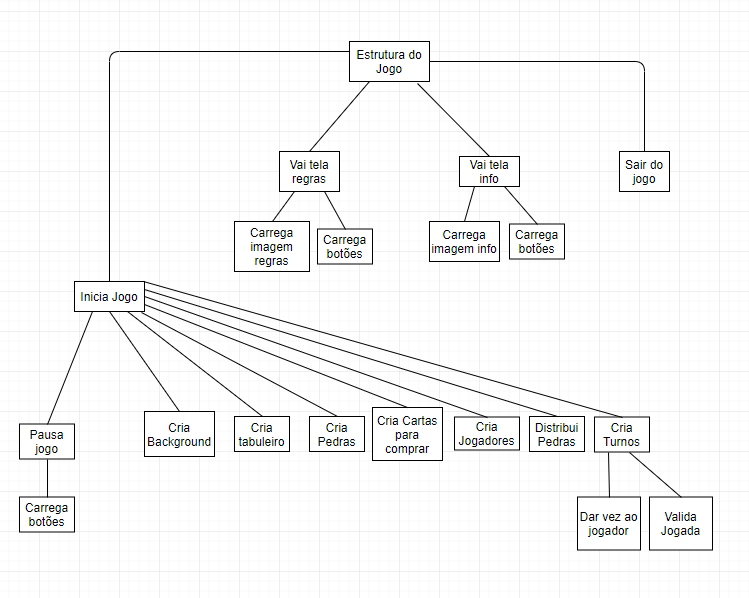 Estrutura do
Jogo
Vai tela
regras
Vai tela
info
Sair do
jogo
Carrega
imagem
regras
Carrega
botões
Carrega
imagem info
Carrega
botões
Inicia Jogo
Pausa
jogo
Cria
Background
Cria
tabuleiro
Cria
Pedras
Cria Cartas
para
comprar
Cria
Jogadores
Distribui
Pedras
Cria
Turnos
Carrega
botões
Dar vez ao
jogador
Valida
Jogada